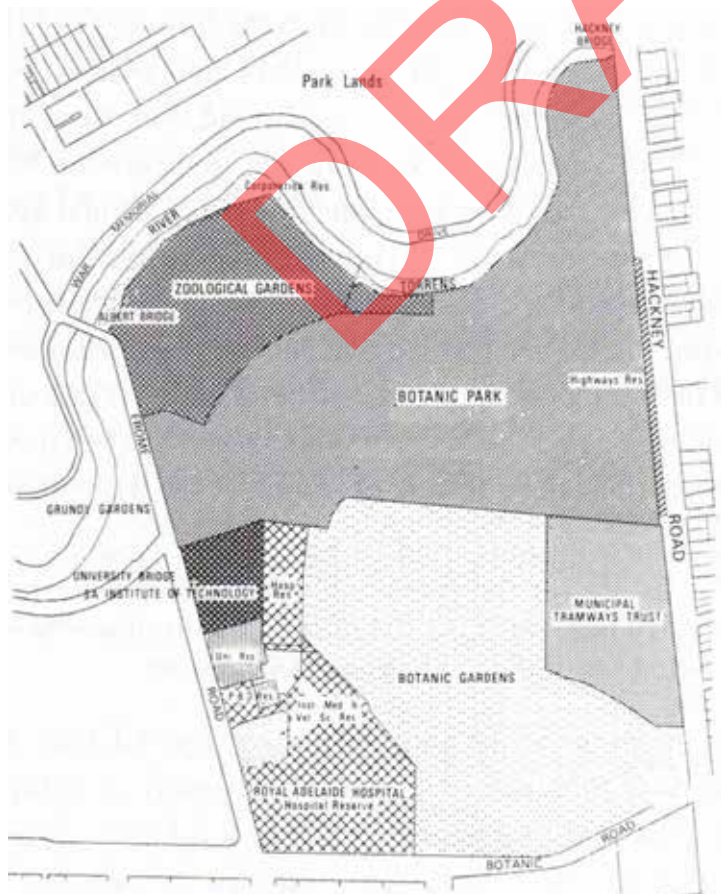 HACKNEY
BRIDGE
DRA
Park Lands
Corporation Res.
WAR
MEMORIAL
DRIVE
RIVER
TORRENS
ZOOLOGICAL GARDENS
ALBERT BRIDGE
HACKNEY
ROAD
Highways Res
BOTANIC PARK
FROME
ROAD
GRUNDY GARDENS
UNIVERSITY BRIDGE
SA INSTITUTE OF TECHNOLOGY
Hosp
Res
MUNICIPAL
TRAMWAYS TRUST
Uni Res
BOTANIC GARDENS
Inst Med &
Vet Sc Res
ROYAL ADELAIDE HOSPITAL
Hospital Reserve
BOTANIC
ROAD